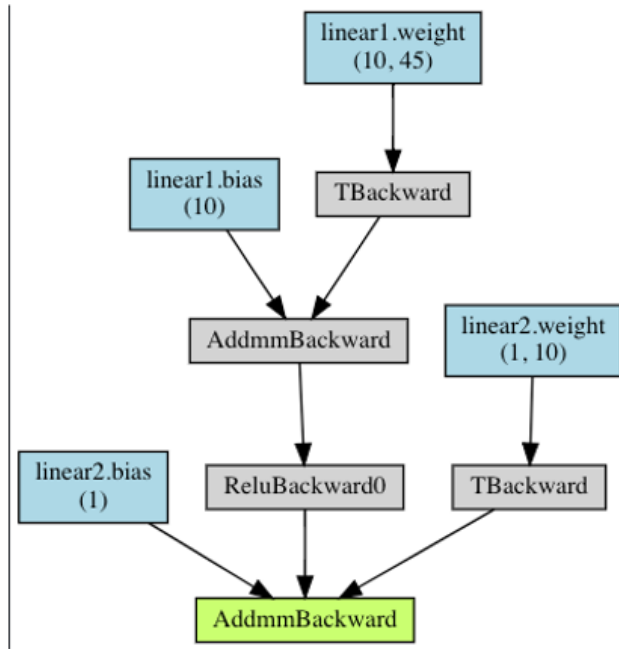 linear1.weight
(10, 45)
linear1.bias
(10)
TBackward
AddmmBackward
linear2.weight
(1, 10)
linear2.bias
(1)
ReluBackward0
TBackward
AddmmBackward